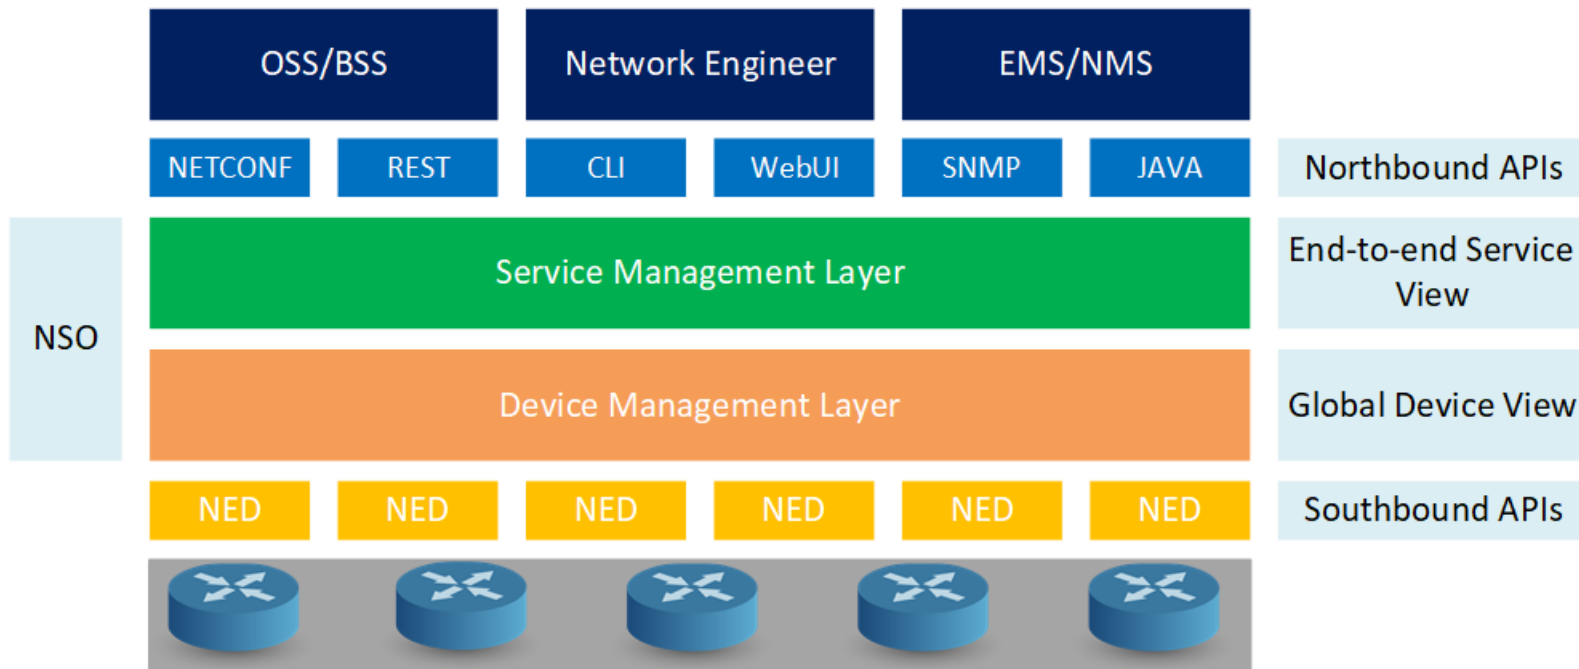 OSS/BSS
Network Engineer
EMS/NMS
NETCONF
REST
CLI
WebUI
SNMP
JAVA
Northbound APIs
NSO
Service Management Layer
End-to-end Service
View
Device Management Layer
Global Device View
NED
NED
NED
NED
NED
NED
Southbound APIs